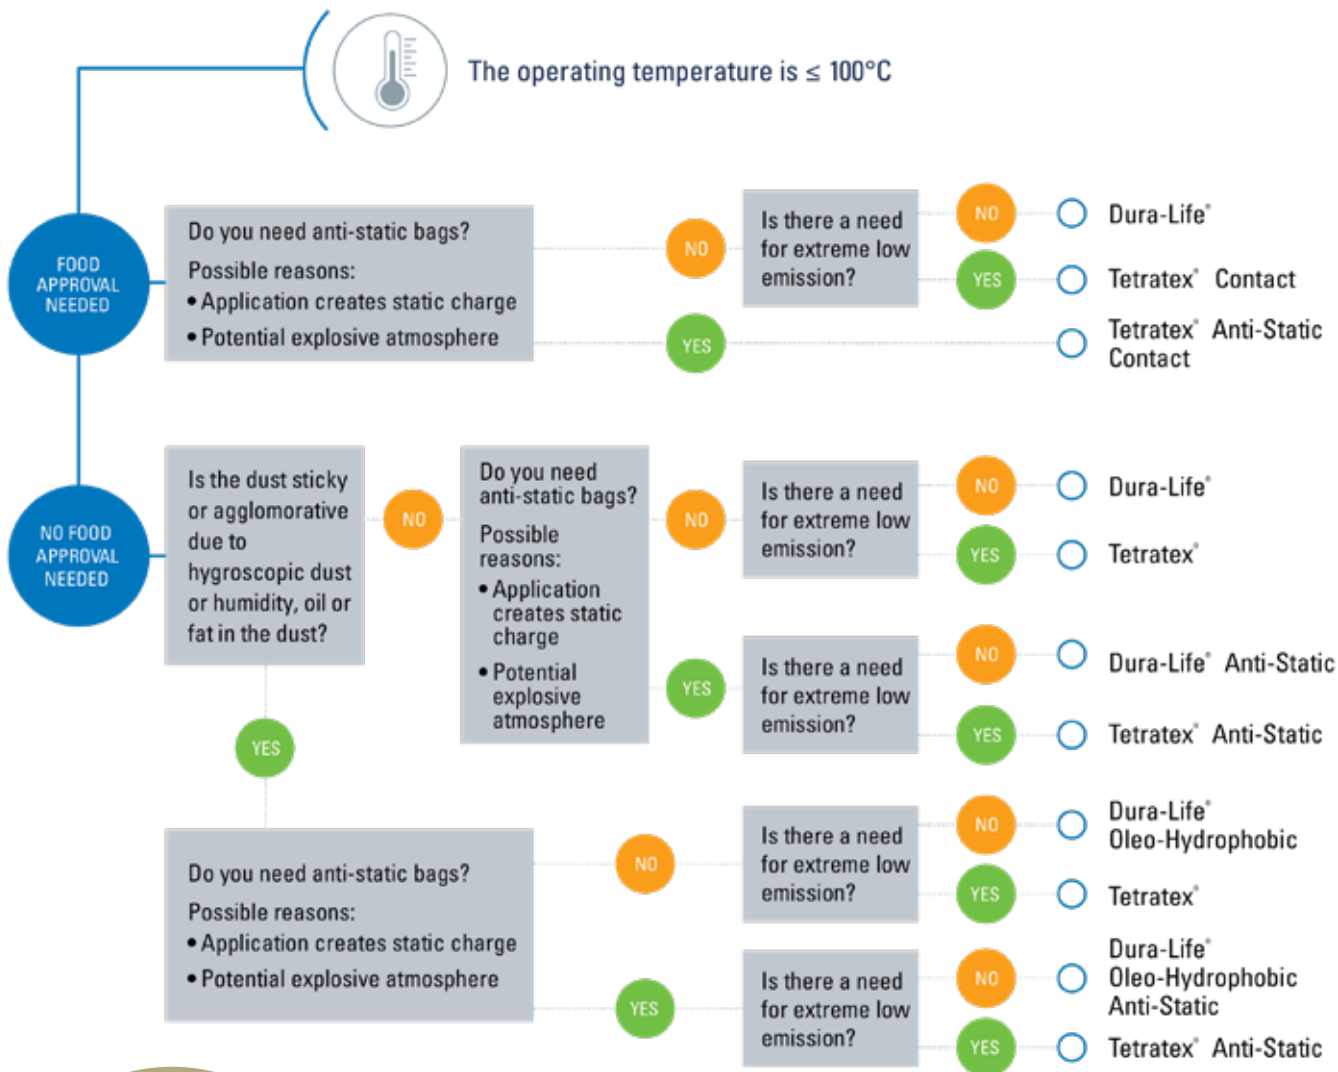 The operating temperature is ≤ 100°C
FOOD
APPROVAL
NEEDED
Do you need anti-static bags?
Possible reasons:
• Application creates static charge
• Potential explosive atmosphere
NO
YES
Is there a need
for extreme low
emission?
NO
YES
Dura-Life®
Tetratex® Contact
Tetratex® Anti-Static
Contact
NO FOOD
APPROVAL
NEEDED
Is the dust sticky
or agglomorative
due to
hygroscopic dust
or humidity, oil or
fat in the dust?
NO
YES
Do you need
anti-static bags?
Possible
reasons:
• Application
creates static
charge
• Potential
explosive
atmosphere
NO
YES
Is there a need
for extreme low
emission?
NO
YES
Dura-Life®
Tetratex®
Is there a need
for extreme low
emission?
NO
YES
Dura-Life® Anti-Static
Tetratex® Anti-Static
Do you need anti-static bags?
Possible reasons:
• Application creates static charge
• Potential explosive atmosphere
NO
YES
Is there a need
for extreme low
emission?
NO
YES
Dura-Life®
Oleo-Hydrophobic
Tetratex®
Is there a need
for extreme low
emission?
NO
YES
Dura-Life®
Oleo-Hydrophobic
Anti-Static
Tetratex® Anti-Static